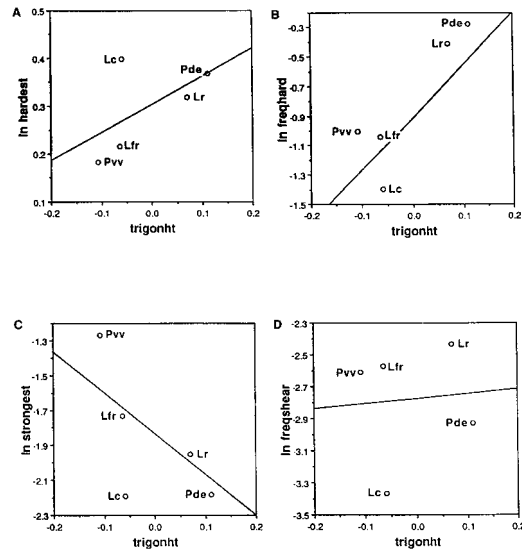 A
ln hardest
0.5
0.4
0.3
0.2
0.1
Lc
Pde
Lr
Lfr
Pvv
-0.2
-0.1
0.0
0.1
0.2
trigonht
B
ln freqhard
-0.3
-0.5
-0.7
-0.9
-1.1
-1.3
-1.5
Pde
Lr
Pvv
Lfr
Lc
-0.2
-0.1
0.0
0.1
0.2
trigonht
C
ln strongest
-1.3
-1.5
-1.7
-1.9
-2.1
-2.3
Pvv
Lfr
Lr
Lc
Pde
-0.2
-0.1
0.0
0.1
0.2
trigonht
D
ln freqshear
-2.3
-2.5
-2.7
-2.9
-3.1
-3.3
-3.5
Lr
Lfr
Pvv
Pde
Lc
-0.2
-0.1
0.0
0.1
0.2
trigonht